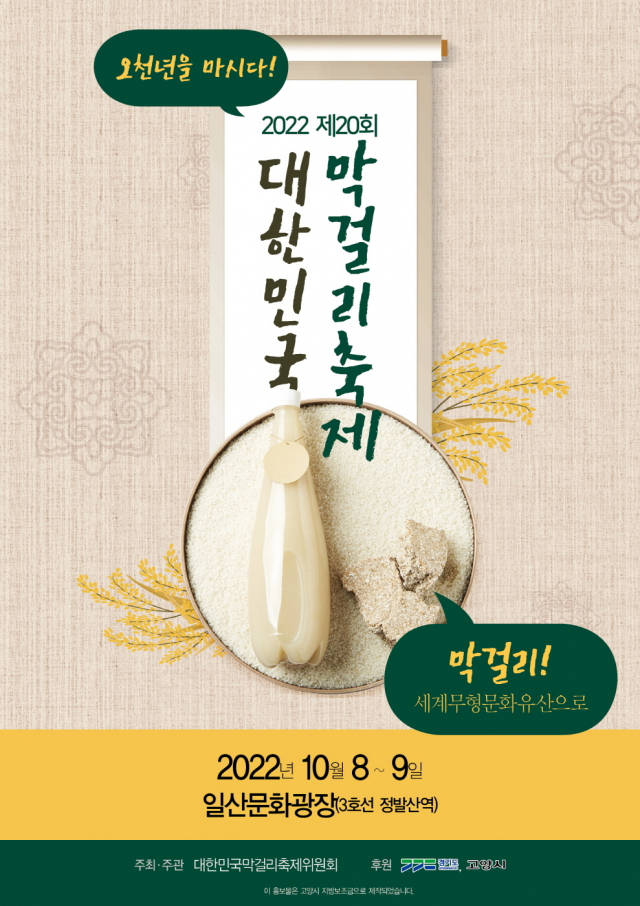 오천년을 마시다!
2022 제20회
대한민국
막걸리축제
막걸리!
세계무형문화유산으로
2022년 10월 8 ~ 9일
일산문화광장(3호선 정발산역)
주최·주관 대한민국막걸리축제위원회 후원 경기도, 고양시
이 홍보물은 고양시 지방보조금으로 제작되었습니다.